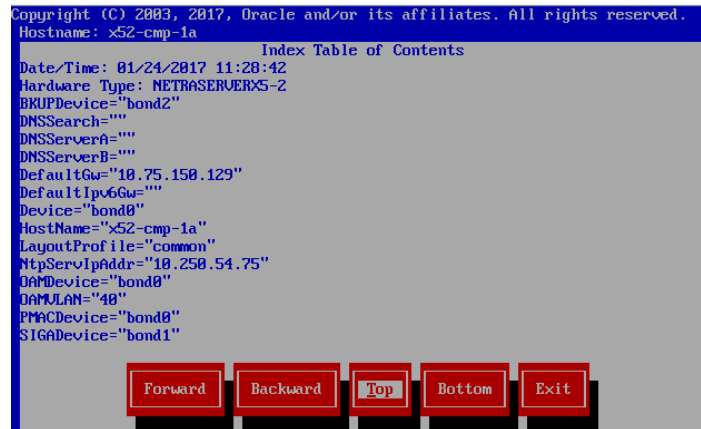 Copyright (C) 2003, 2017, Oracle and/or its affiliates. All rights reserved.
Hostname: x52-cmp-1a
Index Table of Contents
Date/Time: 01/24/2017 11:28:42
Hardware Type: NETRASERVERX5-2
BKUPDevice="bond2"
DNSSearch=""
DNSServerA=""
DNSServerB=""
DefaultGw="10.75.150.129"
DefaultIpv6Gw=""
Device="bond0"
HostName="x52-cmp-1a"
LayoutProfile="common"
NtpServIpAddr="10.250.54.75"
OAMDevice="bond0"
OAMVLAN="40"
PMACDevice="bond0"
SIGADevice="bond1"
Forward Backward Top Bottom Exit